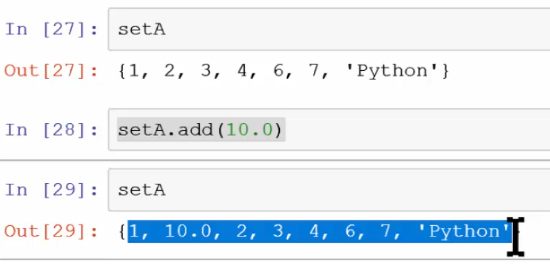 In [27]: setA
Out[27]: {1, 2, 3, 4, 6, 7, 'Python'}
In [28]: setA.add(10.0)
In [29]: setA
Out[29]: {1, 10.0, 2, 3, 4, 6, 7, 'Python'}